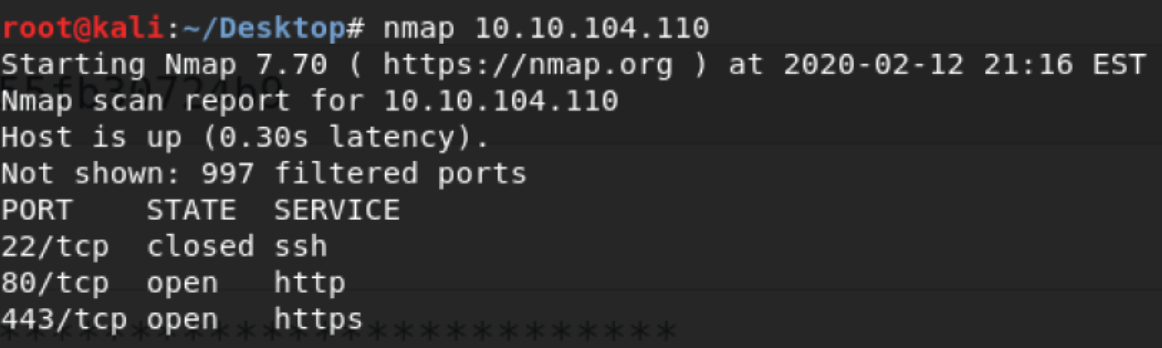 root@kali:~/Desktop# nmap 10.10.104.110
Starting Nmap 7.70 ( https://nmap.org ) at 2020-02-12 21:16 EST
Nmap scan report for 10.10.104.110
Host is up (0.30s latency).
Not shown: 997 filtered ports
PORT    STATE  SERVICE
22/tcp  closed ssh
80/tcp  open   http
443/tcp open   https